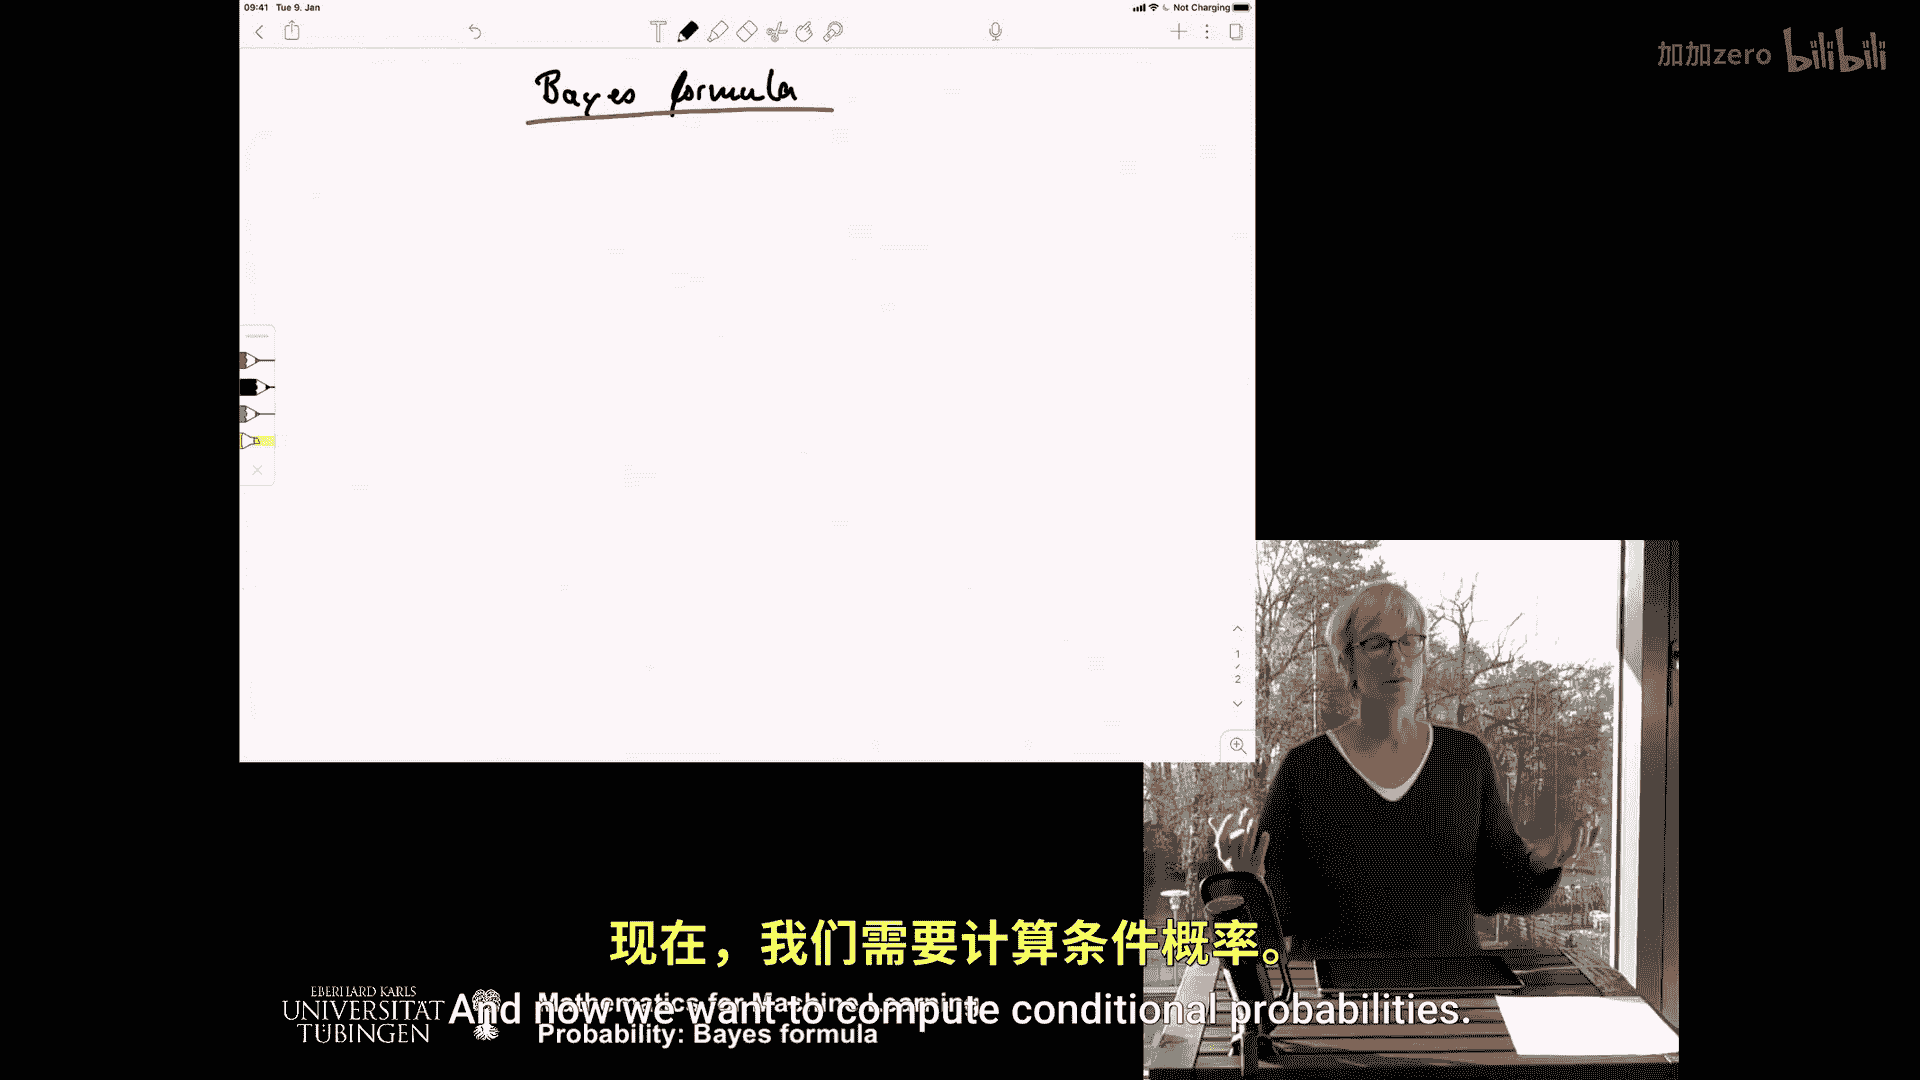 09:41 Tue 9. Jan
Not Charging
加加zero bilibili
Bayes formula
1
2
现在，我们需要计算条件概率。
And now we want to compute conditional probabilities.
EBERHARD KARLS
UNIVERSITÄT
TÜBINGEN
Mathematics for Machine Learning
Probability: Bayes formula